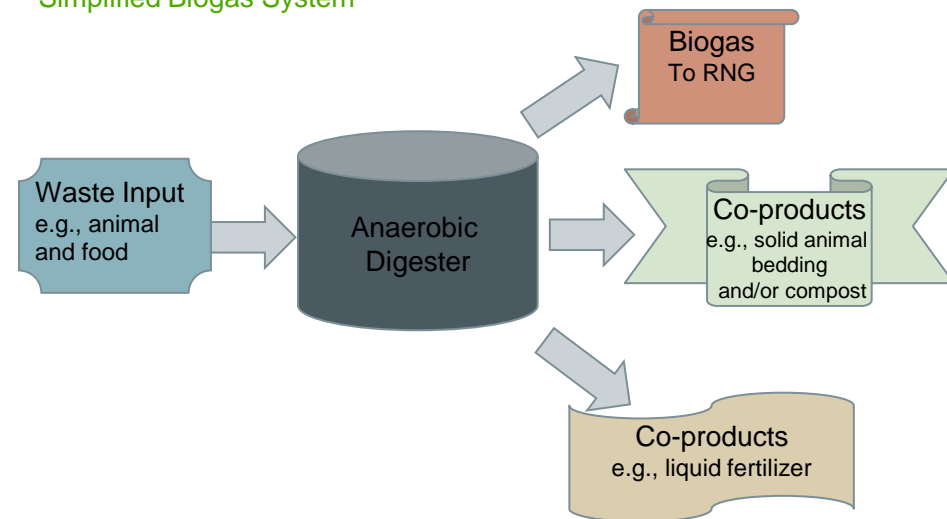 Simplified Biogas System
Biogas
To RNG
Waste Input
e.g., animal
and food
Anaerobic
Digester
Co-products
e.g., solid animal
bedding
and/or compost
Co-products
e.g., liquid fertilizer